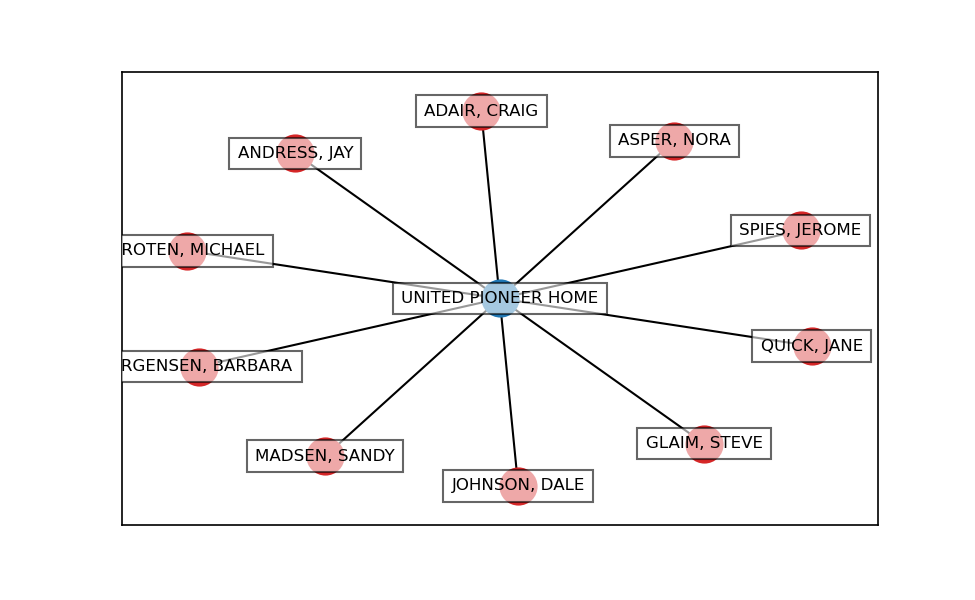 ADAIR, CRAIG
ASPER, NORA
ANDRESS, JAY
SPIES, JEROME
ROTEN, MICHAEL
UNITED PIONEER HOME
QUICK, JANE
RGENSEN, BARBARA
GLAIM, STEVE
MADSEN, SANDY
JOHNSON, DALE